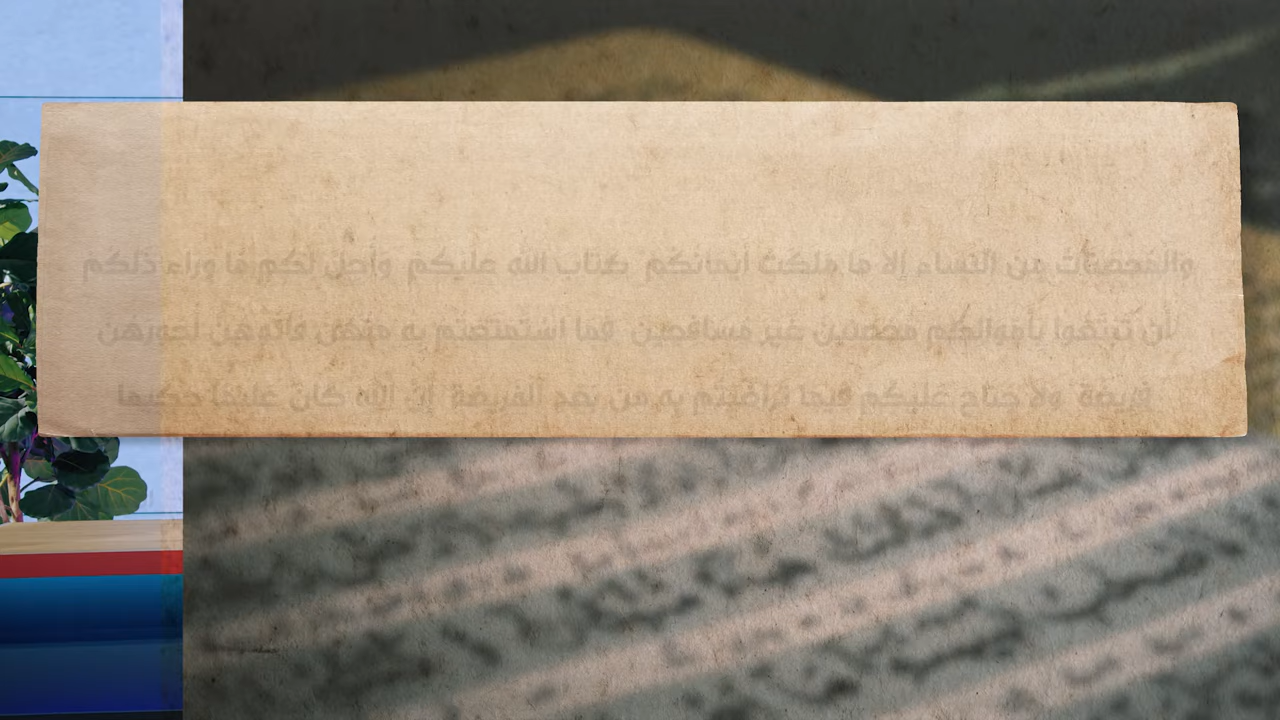 والمحصنات من النساء إلا ما ملكت أيمانكم كتاب الله عليكم وأحل لكم ما وراء ذلكم
أن تبتغوا بأموالكم محصنين غير مسافحين فما استمتعتم به منهن فآتوهن أجورهن
فريضة ولا جناح عليكم فيما تراضيتم به من بعد الفريضة إن الله كان عليما حكيما